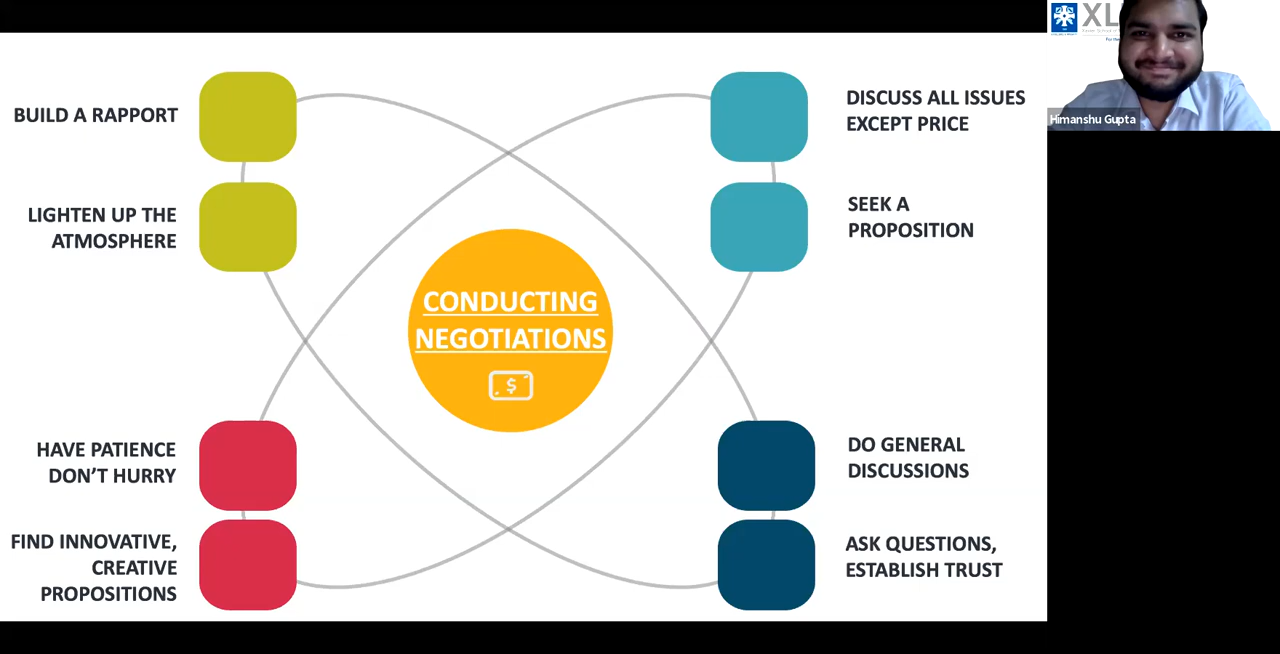 BUILD A RAPPORT
LIGHTEN UP THE
ATMOSPHERE
HAVE PATIENCE
DON'T HURRY
FIND INNOVATIVE,
CREATIVE
PROPOSITIONS
CONDUCTING
NEGOTIATIONS
$
DISCUSS ALL ISSUES
EXCEPT PRICE
SEEK A
PROPOSITION
DO GENERAL
DISCUSSIONS
ASK QUESTIONS,
ESTABLISH TRUST
XL
Himanshu Gupta